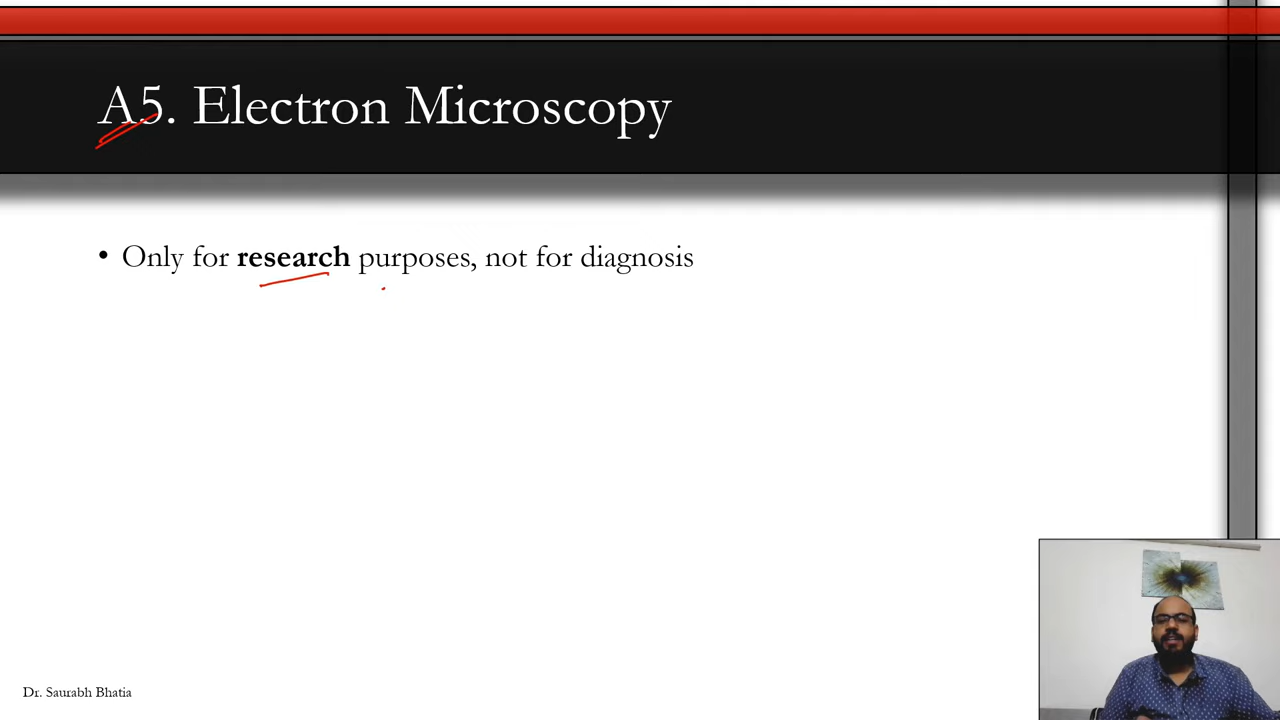 A5. Electron Microscopy
• Only for research purposes, not for diagnosis
Dr. Saurabh Bhatia